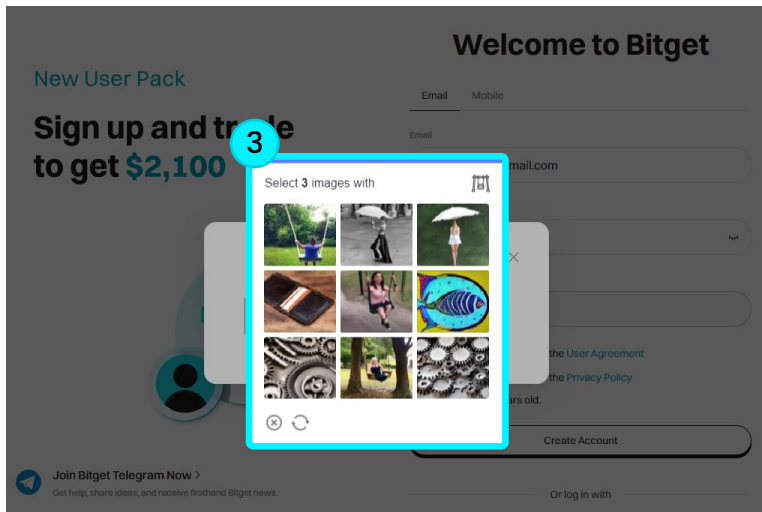 Welcome to Bitget
New User Pack
Sign up and trade
to get $2,100
Email Mobile
Email
mail.com
3
Select 3 images with
the User Agreement
the Privacy Policy
ars old.
Create Account
Or log in with
Join Bitget Telegram Now >
Get help, share ideas, and receive firsthand Bitget news.